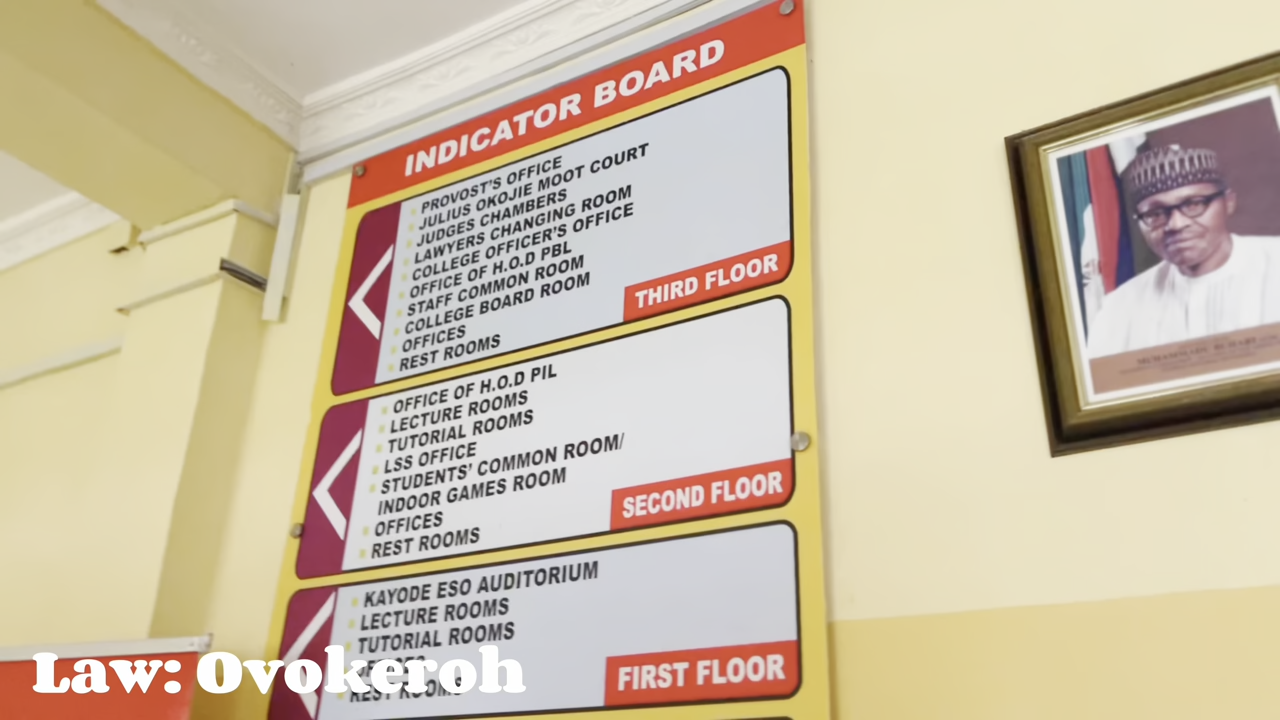 INDICATOR BOARD
PROVOST'S OFFICE
JULIUS OKOJIE MOOT COURT
JUDGES CHAMBERS
LAWYERS CHANGING ROOM
COLLEGE OFFICER'S OFFICE
OFFICE OF H.O.D PBL
STAFF COMMON ROOM
COLLEGE BOARD ROOM
OFFICES
REST ROOMS
THIRD FLOOR
OFFICE OF H.O.D PIL
LECTURE ROOMS
TUTORIAL ROOMS
LSS OFFICE
STUDENTS' COMMON ROOM/
INDOOR GAMES ROOM
OFFICES
REST ROOMS
SECOND FLOOR
KAYODE ESO AUDITORIUM
LECTURE ROOMS
TUTORIAL ROOMS
OFFICES
REST ROOMS
FIRST FLOOR
MUHAMMADU BUHARI
Law: Ovokeroh